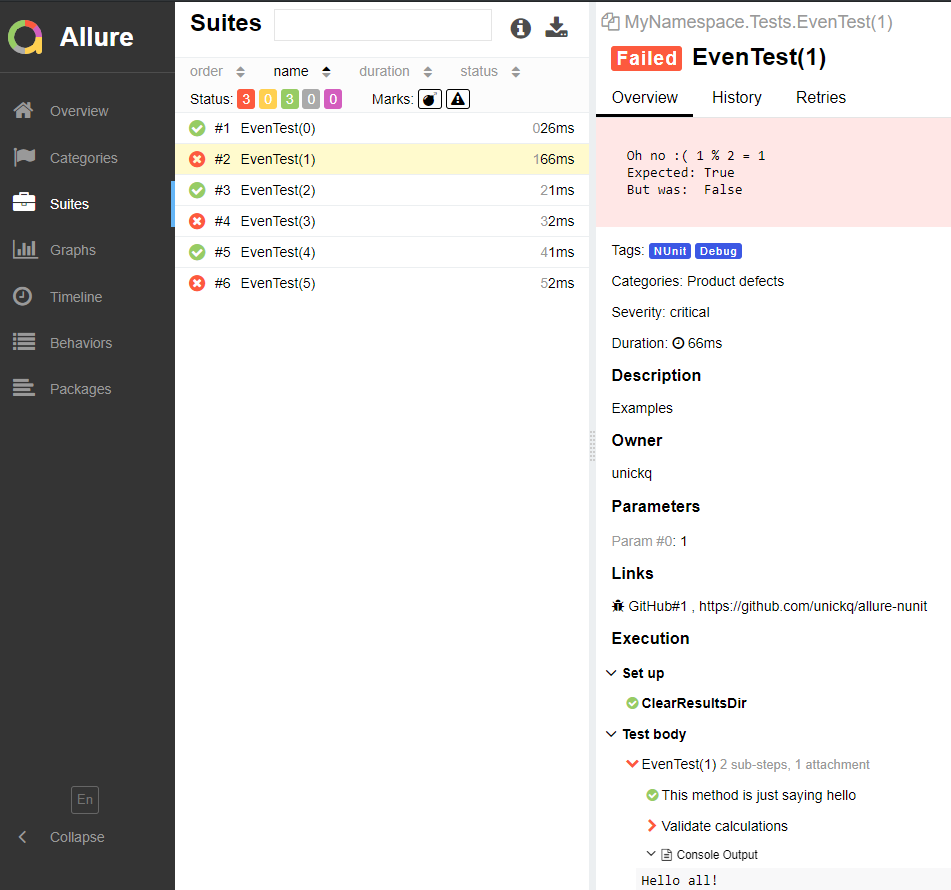 Allure
Overview
Categories
Suites
Graphs
Timeline
Behaviors
Packages
En
Collapse
Suites
order name duration status
Status: 3 0 3 0 0 Marks:
#1 EvenTest(0) 026ms
#2 EvenTest(1) 166ms
#3 EvenTest(2) 21ms
#4 EvenTest(3) 32ms
#5 EvenTest(4) 41ms
#6 EvenTest(5) 52ms
MyNamespace.Tests.EvenTest(1)
Failed EvenTest(1)
Overview History Retries
Oh no :( 1 % 2 = 1
Expected: True
But was: False
Tags: NUnit Debug
Categories: Product defects
Severity: critical
Duration: 66ms
Description
Examples
Owner
unickq
Parameters
Param #0: 1
Links
GitHub#1 , https://github.com/unickq/allure-nunit
Execution
Set up
ClearResultsDir
Test body
EvenTest(1) 2 sub-steps, 1 attachment
This method is just saying hello
Validate calculations
Console Output
Hello all!